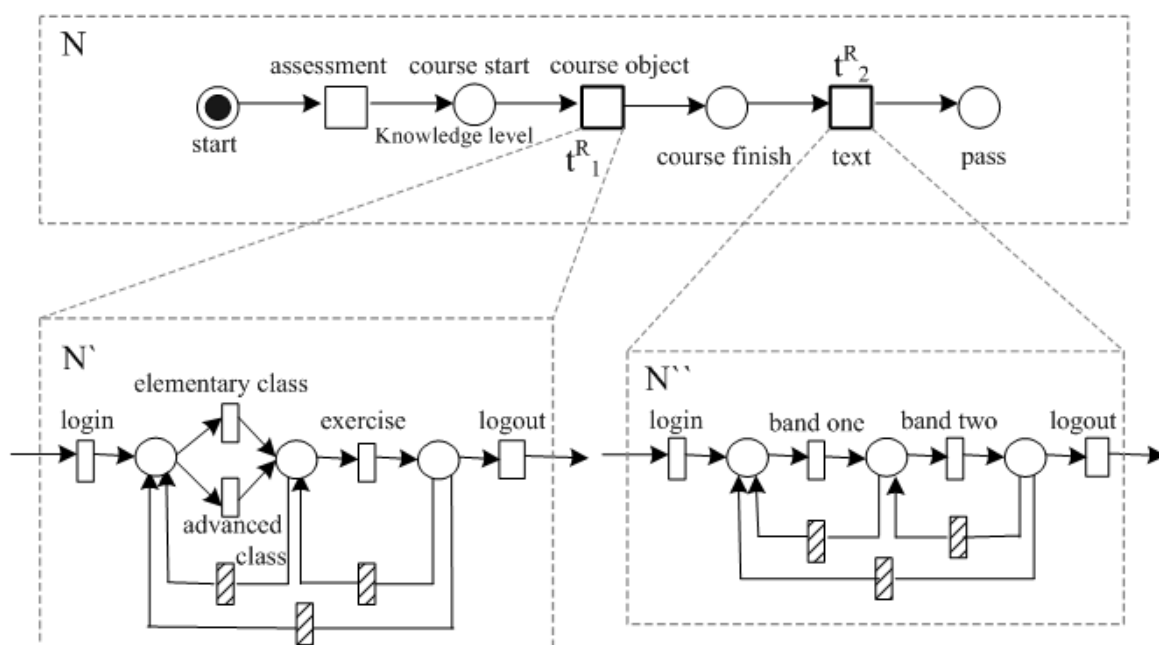 N
assessment course start course object t^R_2
start Knowledge level t^R_1 course finish text pass
N`
elementary class
login exercise logout
advanced
class
N``
login band one band two logout